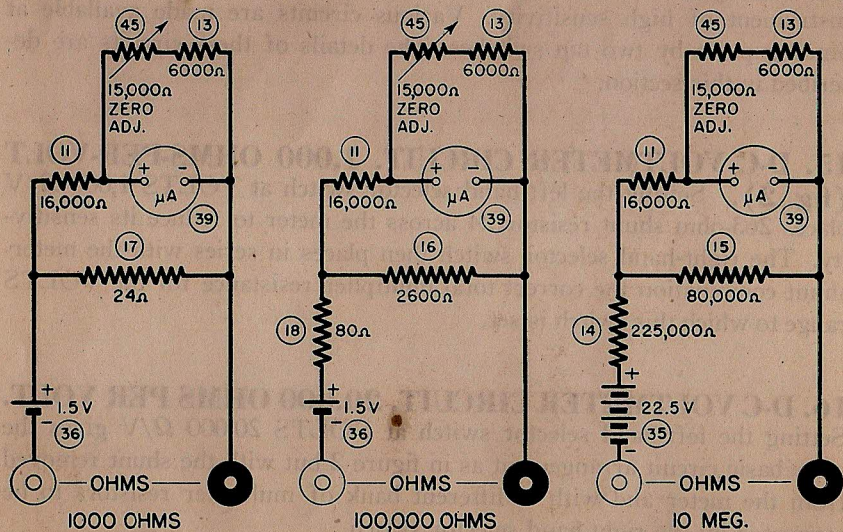 45 13
6000Ω
15,000Ω
ZERO
ADJ.
11
+ -
µA
16,000Ω
39
17
24Ω
+
1.5V
-
36
OHMS
1000 OHMS
45 13
6000Ω
15,000Ω
ZERO
ADJ.
11
+ -
µA
16,000Ω
39
16
2600Ω
18 80Ω
+
1.5V
-
36
OHMS
100,000 OHMS
45 13
6000Ω
15,000Ω
ZERO
ADJ.
11
+ -
µA
16,000Ω
39
15
80,000Ω
14 225,000Ω
+
22.5V
35
-
OHMS
10 MEG.